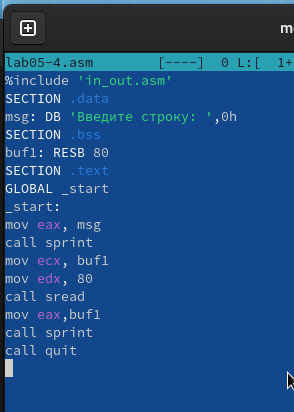 m
lab05-4.asm [----] 0 L:[ 1+
%include 'in_out.asm'
SECTION .data
msg: DB 'Введите строку: ',0h
SECTION .bss
buf1: RESB 80
SECTION .text
GLOBAL _start
_start:
mov eax, msg
call sprint
mov ecx, buf1
mov edx, 80
call sread
mov eax,buf1
call sprint
call quit